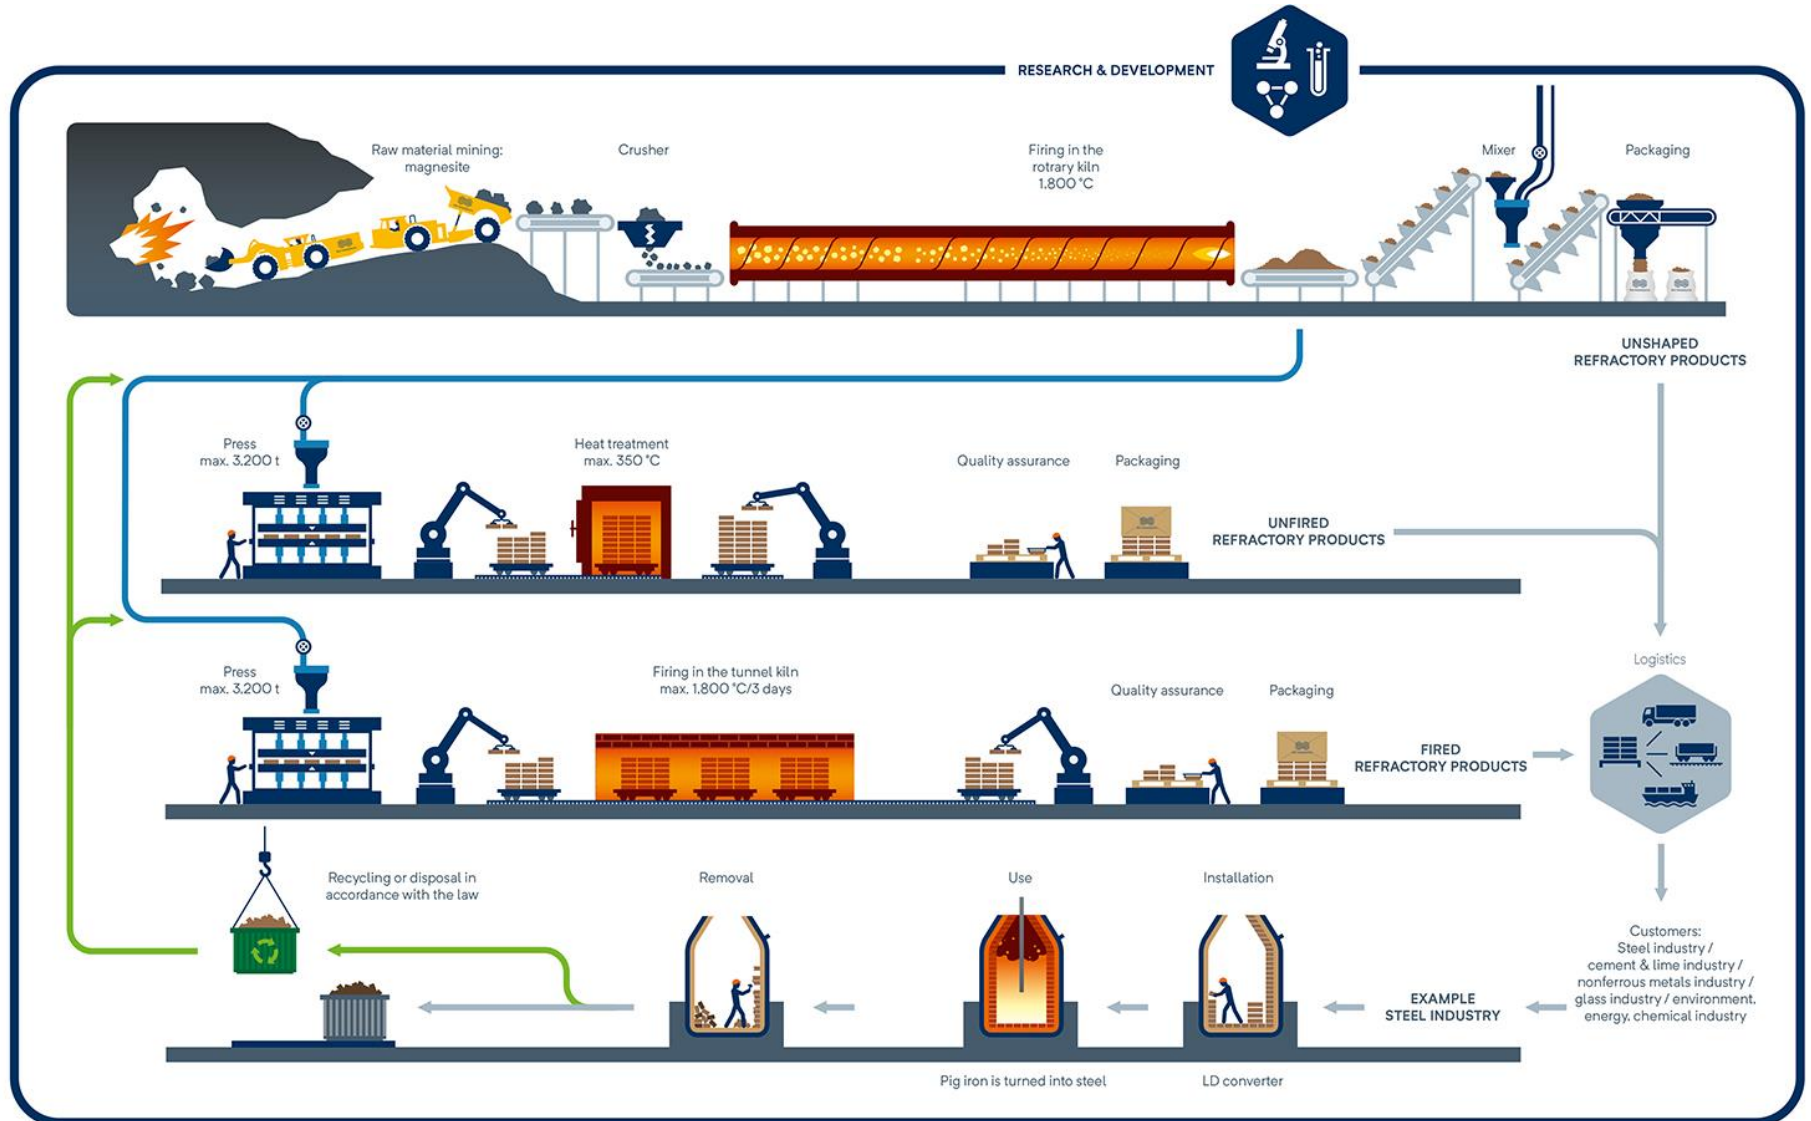 RESEARCH & DEVELOPMENT
Raw material mining:
magnesite
Crusher
Firing in the
rotrary kiln
1.800 °C
Mixer
Packaging
UNSHAPED
REFRACTORY PRODUCTS
Press
max. 3.200 t
Heat treatment
max. 350 °C
Quality assurance
Packaging
UNFIRED
REFRACTORY PRODUCTS
Press
max. 3.200 t
Firing in the tunnel kiln
max. 1.800 °C/3 days
Quality assurance
Packaging
FIRED
REFRACTORY PRODUCTS
Logistics
Recycling or disposal in
accordance with the law
Removal
Use
Installation
EXAMPLE
STEEL INDUSTRY
Customers:
Steel industry /
cement & lime industry /
nonferrous metals industry /
glass industry / environment.
energy. chemical industry
Pig iron is turned into steel
LD converter